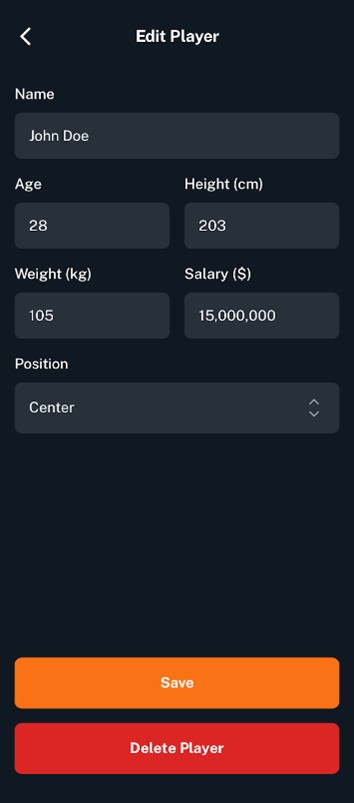 Edit Player
Name
John Doe
Age Height (cm)
28 203
Weight (kg) Salary ($)
105 15,000,000
Position
Center
Save
Delete Player